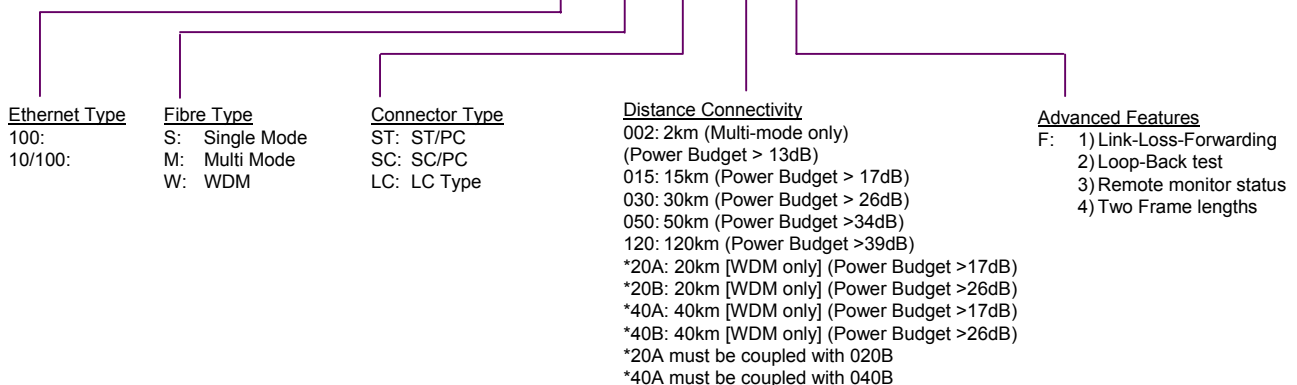 Ethernet Type
100:
10/100:
Fibre Type
S: Single Mode
M: Multi Mode
W: WDM
Connector Type
ST: ST/PC
SC: SC/PC
LC: LC Type
Distance Connectivity
002: 2km (Multi-mode only)
(Power Budget > 13dB)
015: 15km (Power Budget > 17dB)
030: 30km (Power Budget > 26dB)
050: 50km (Power Budget >34dB)
120: 120km (Power Budget >39dB)
*20A: 20km [WDM only] (Power Budget >17dB)
*20B: 20km [WDM only] (Power Budget >26dB)
*40A: 40km [WDM only] (Power Budget >17dB)
*40B: 40km [WDM only] (Power Budget >26dB)
*20A must be coupled with 020B
*40A must be coupled with 040B
Advanced Features
F: 1) Link-Loss-Forwarding
2) Loop-Back test
3) Remote monitor status
4) Two Frame lengths